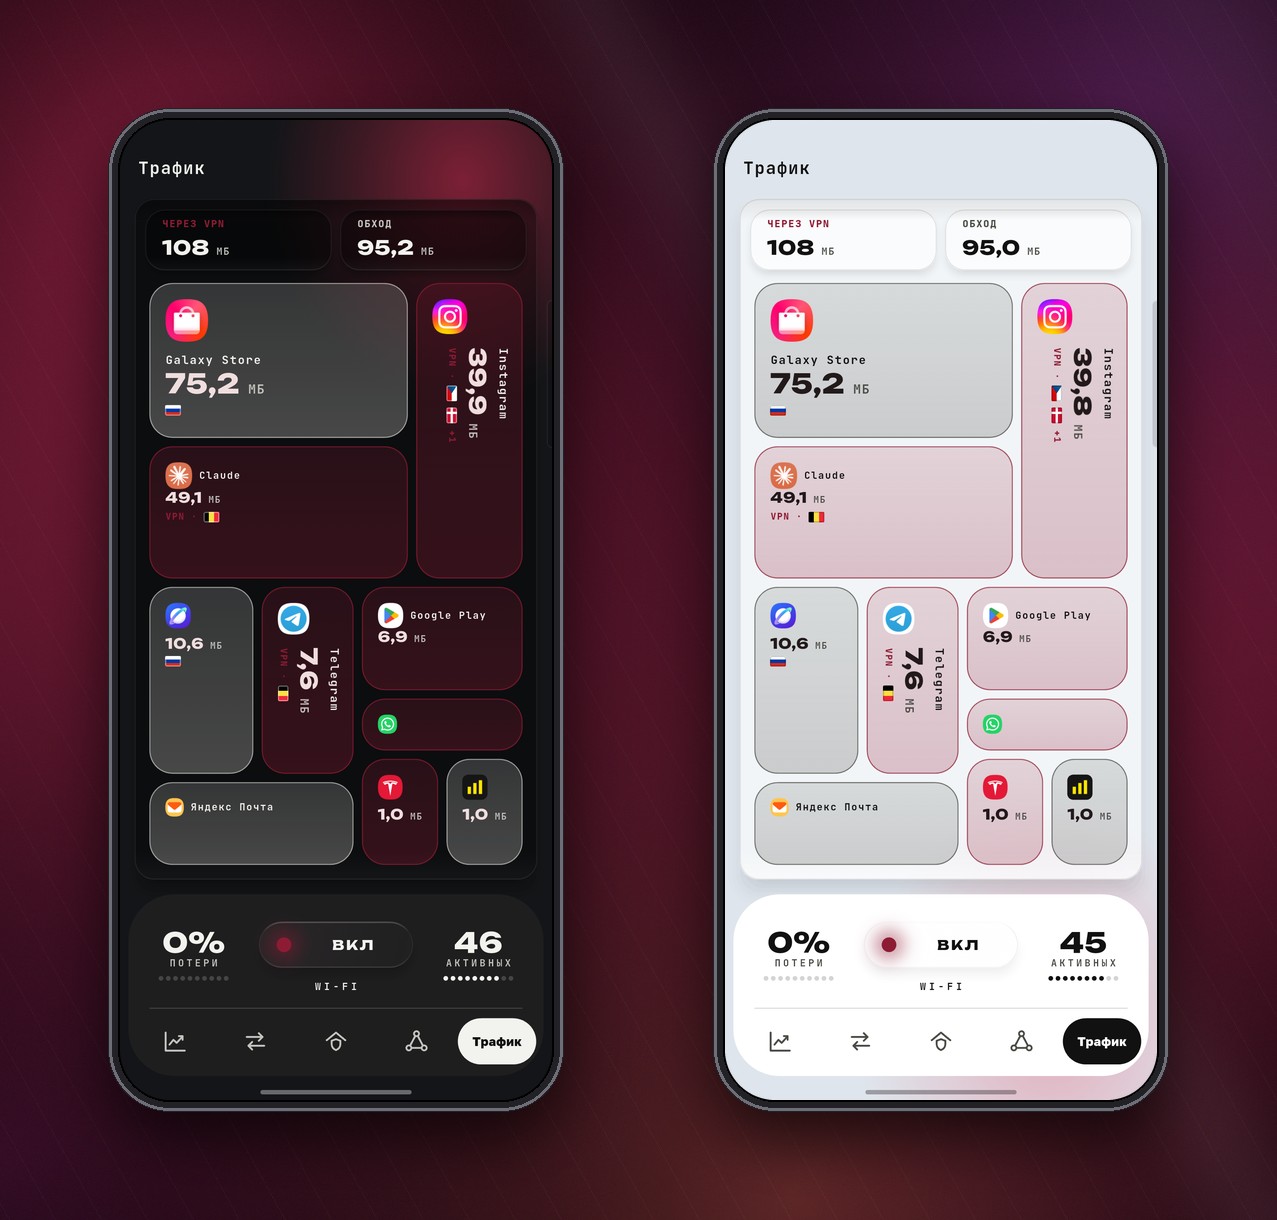 Трафик
ЧЕРЕЗ VPN
108 МБ
ОБХОД
95,2 МБ
Galaxy Store
75,2 МБ
Instagram
39,9 МБ
VPN · +1
Claude
49,1 МБ
VPN ·
10,6 МБ
Telegram
7,6 МБ
VPN ·
Google Play
6,9 МБ
Яндекс Почта
1,0 МБ
1,0 МБ
0%
ПОТЕРИ
ВКЛ
WI-FI
46
АКТИВНЫХ
Трафик
Трафик
ЧЕРЕЗ VPN
108 МБ
ОБХОД
95,0 МБ
Galaxy Store
75,2 МБ
Instagram
39,8 МБ
VPN · +1
Claude
49,1 МБ
VPN ·
10,6 МБ
Telegram
7,6 МБ
VPN ·
Google Play
6,9 МБ
Яндекс Почта
1,0 МБ
1,0 МБ
0%
ПОТЕРИ
ВКЛ
WI-FI
45
АКТИВНЫХ
Трафик